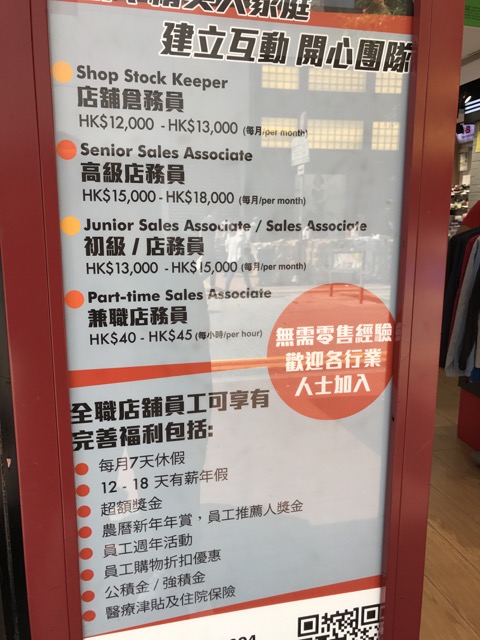 精英大家庭
建立互動 開心團隊
Shop Stock Keeper
店舖倉務員
HK$12,000 - HK$13,000 (每月/per month)
Senior Sales Associate
高級店務員
HK$15,000 - HK$18,000 (每月/per month)
Junior Sales Associate / Sales Associate
初級 / 店務員
HK$13,000 - HK$15,000 (每月/per month)
Part-time Sales Associate
兼職店務員
HK$40 - HK$45 (每小時/per hour)
無需零售經驗
歡迎各行業
人士加入
全職店舖員工可享有
完善福利包括:
每月7天休假
12 - 18 天有薪年假
超額獎金
農曆新年年賞，員工推薦人獎金
員工週年活動
員工購物折扣優惠
公積金 / 強積金
醫療津貼及住院保險